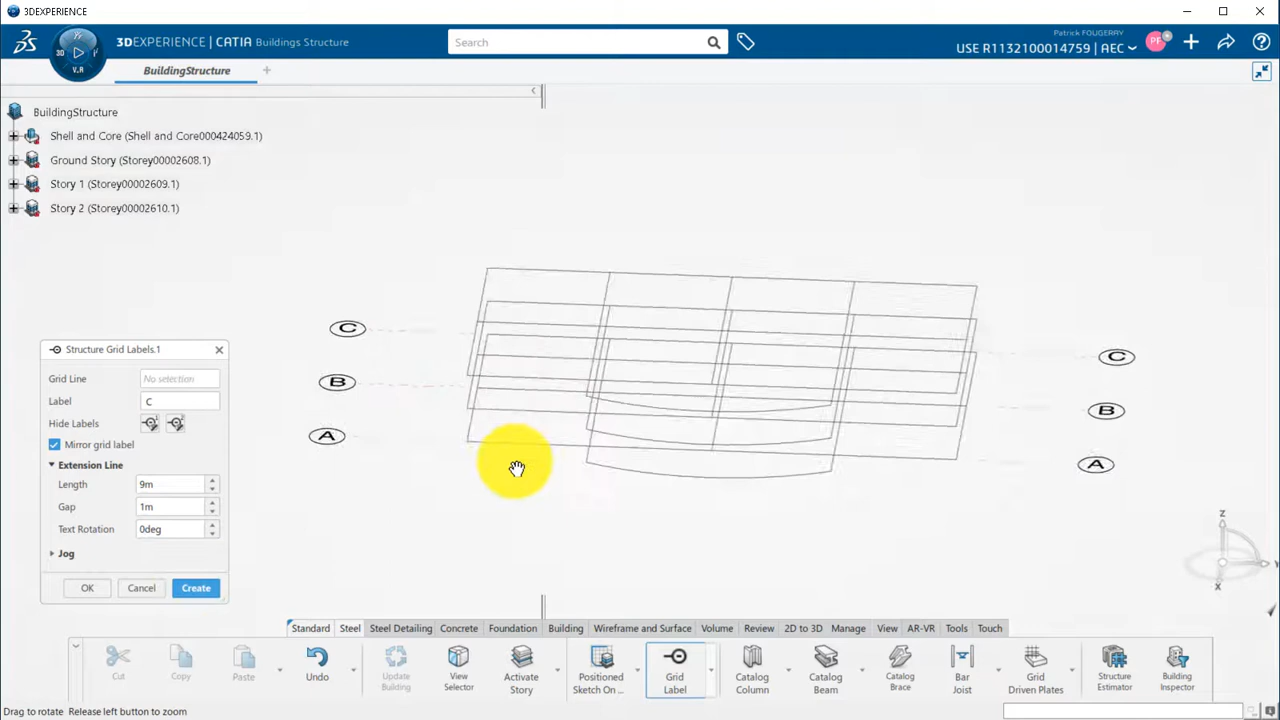 3DEXPERIENCE
3DEXPERIENCE | CATIA Buildings Structure
Search
Patrick FOUGERAY
USE R1132100014759 | AEC
PF
3D
V.R
BuildingStructure
BuildingStructure
Shell and Core (Shell and Core000424059.1)
Ground Story (Storey00002608.1)
Story 1 (Storey00002609.1)
Story 2 (Storey00002610.1)
C
C
B
B
A
A
Structure Grid Labels.1
Grid Line No selection
Label C
Hide Labels
Mirror grid label
Extension Line
Length 9m
Gap 1m
Text Rotation 0deg
Jog
OK Cancel Create
Z
Y
X
Standard Steel Steel Detailing Concrete Foundation Building Wireframe and Surface Volume Review 2D to 3D Manage View AR-VR Tools Touch
Cut Copy Paste Undo Update Building View Selector Activate Story Positioned Sketch On ... Grid Label Catalog Column Catalog Beam Catalog Brace Bar Joist Grid Driven Plates Structure Estimator Building Inspector
Drag to rotate Release left button to zoom